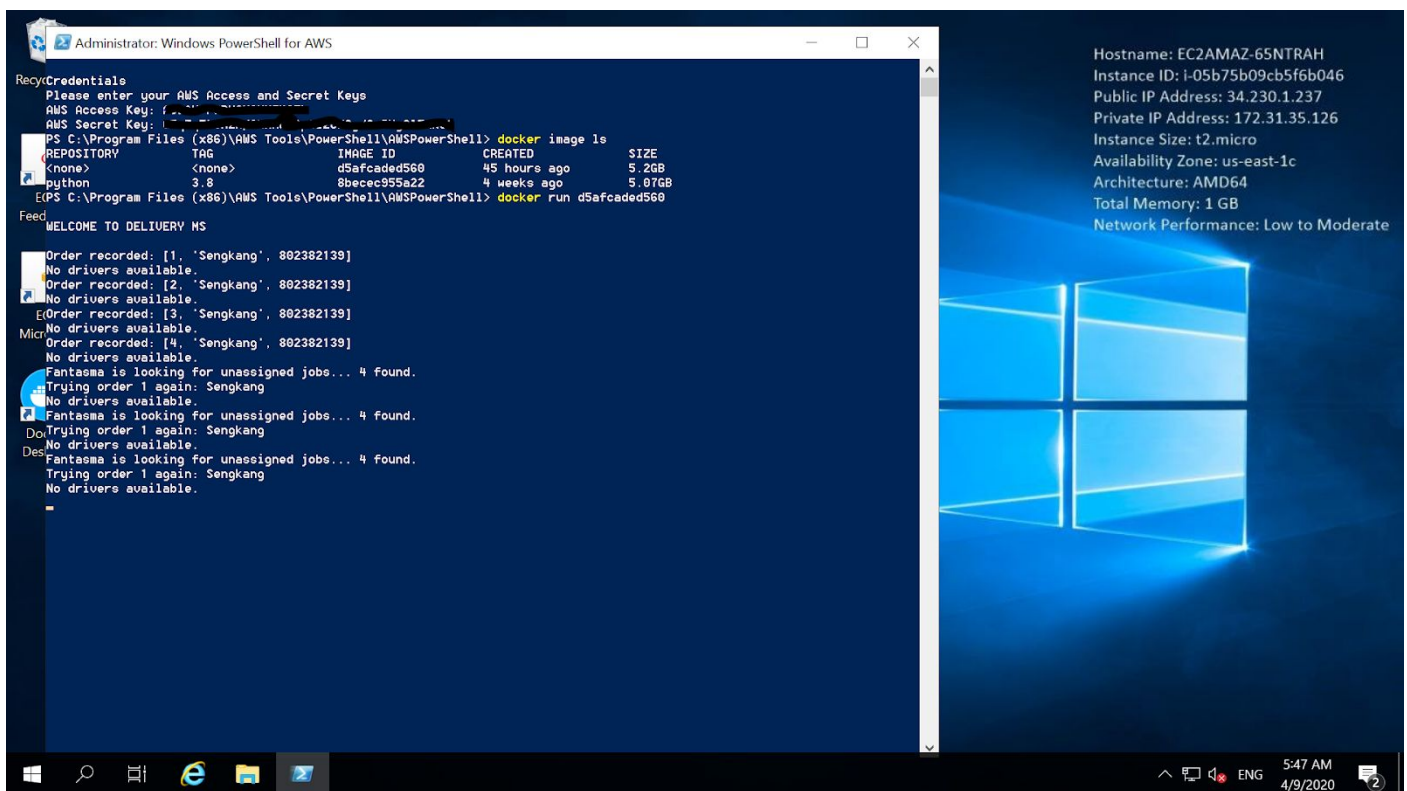 Administrator: Windows PowerShell for AWS
Credentials
Please enter your AWS Access and Secret Keys
AWS Access Key:
AWS Secret Key:
PS C:\Program Files (x86)\AWS Tools\PowerShell\AWSPowerShell> docker image ls
REPOSITORY TAG IMAGE ID CREATED SIZE
<none> <none> d5afcaded560 45 hours ago 5.2GB
python 3.8 8becec955a22 4 weeks ago 5.07GB
PS C:\Program Files (x86)\AWS Tools\PowerShell\AWSPowerShell> docker run d5afcaded560
WELCOME TO DELIVERY MS
Order recorded: [1, 'Sengkang', 802382139]
No drivers available.
Order recorded: [2, 'Sengkang', 802382139]
No drivers available.
Order recorded: [3, 'Sengkang', 802382139]
No drivers available.
Order recorded: [4, 'Sengkang', 802382139]
No drivers available.
Fantasma is looking for unassigned jobs... 4 found.
Trying order 1 again: Sengkang
No drivers available.
Fantasma is looking for unassigned jobs... 4 found.
Trying order 1 again: Sengkang
No drivers available.
Fantasma is looking for unassigned jobs... 4 found.
Trying order 1 again: Sengkang
No drivers available.
Recyc
Feed
Micr
Hostname: EC2AMAZ-65NTRAH
Instance ID: i-05b75b09cb5f6b046
Public IP Address: 34.230.1.237
Private IP Address: 172.31.35.126
Instance Size: t2.micro
Availability Zone: us-east-1c
Architecture: AMD64
Total Memory: 1 GB
Network Performance: Low to Moderate
ENG
5:47 AM
4/9/2020
2